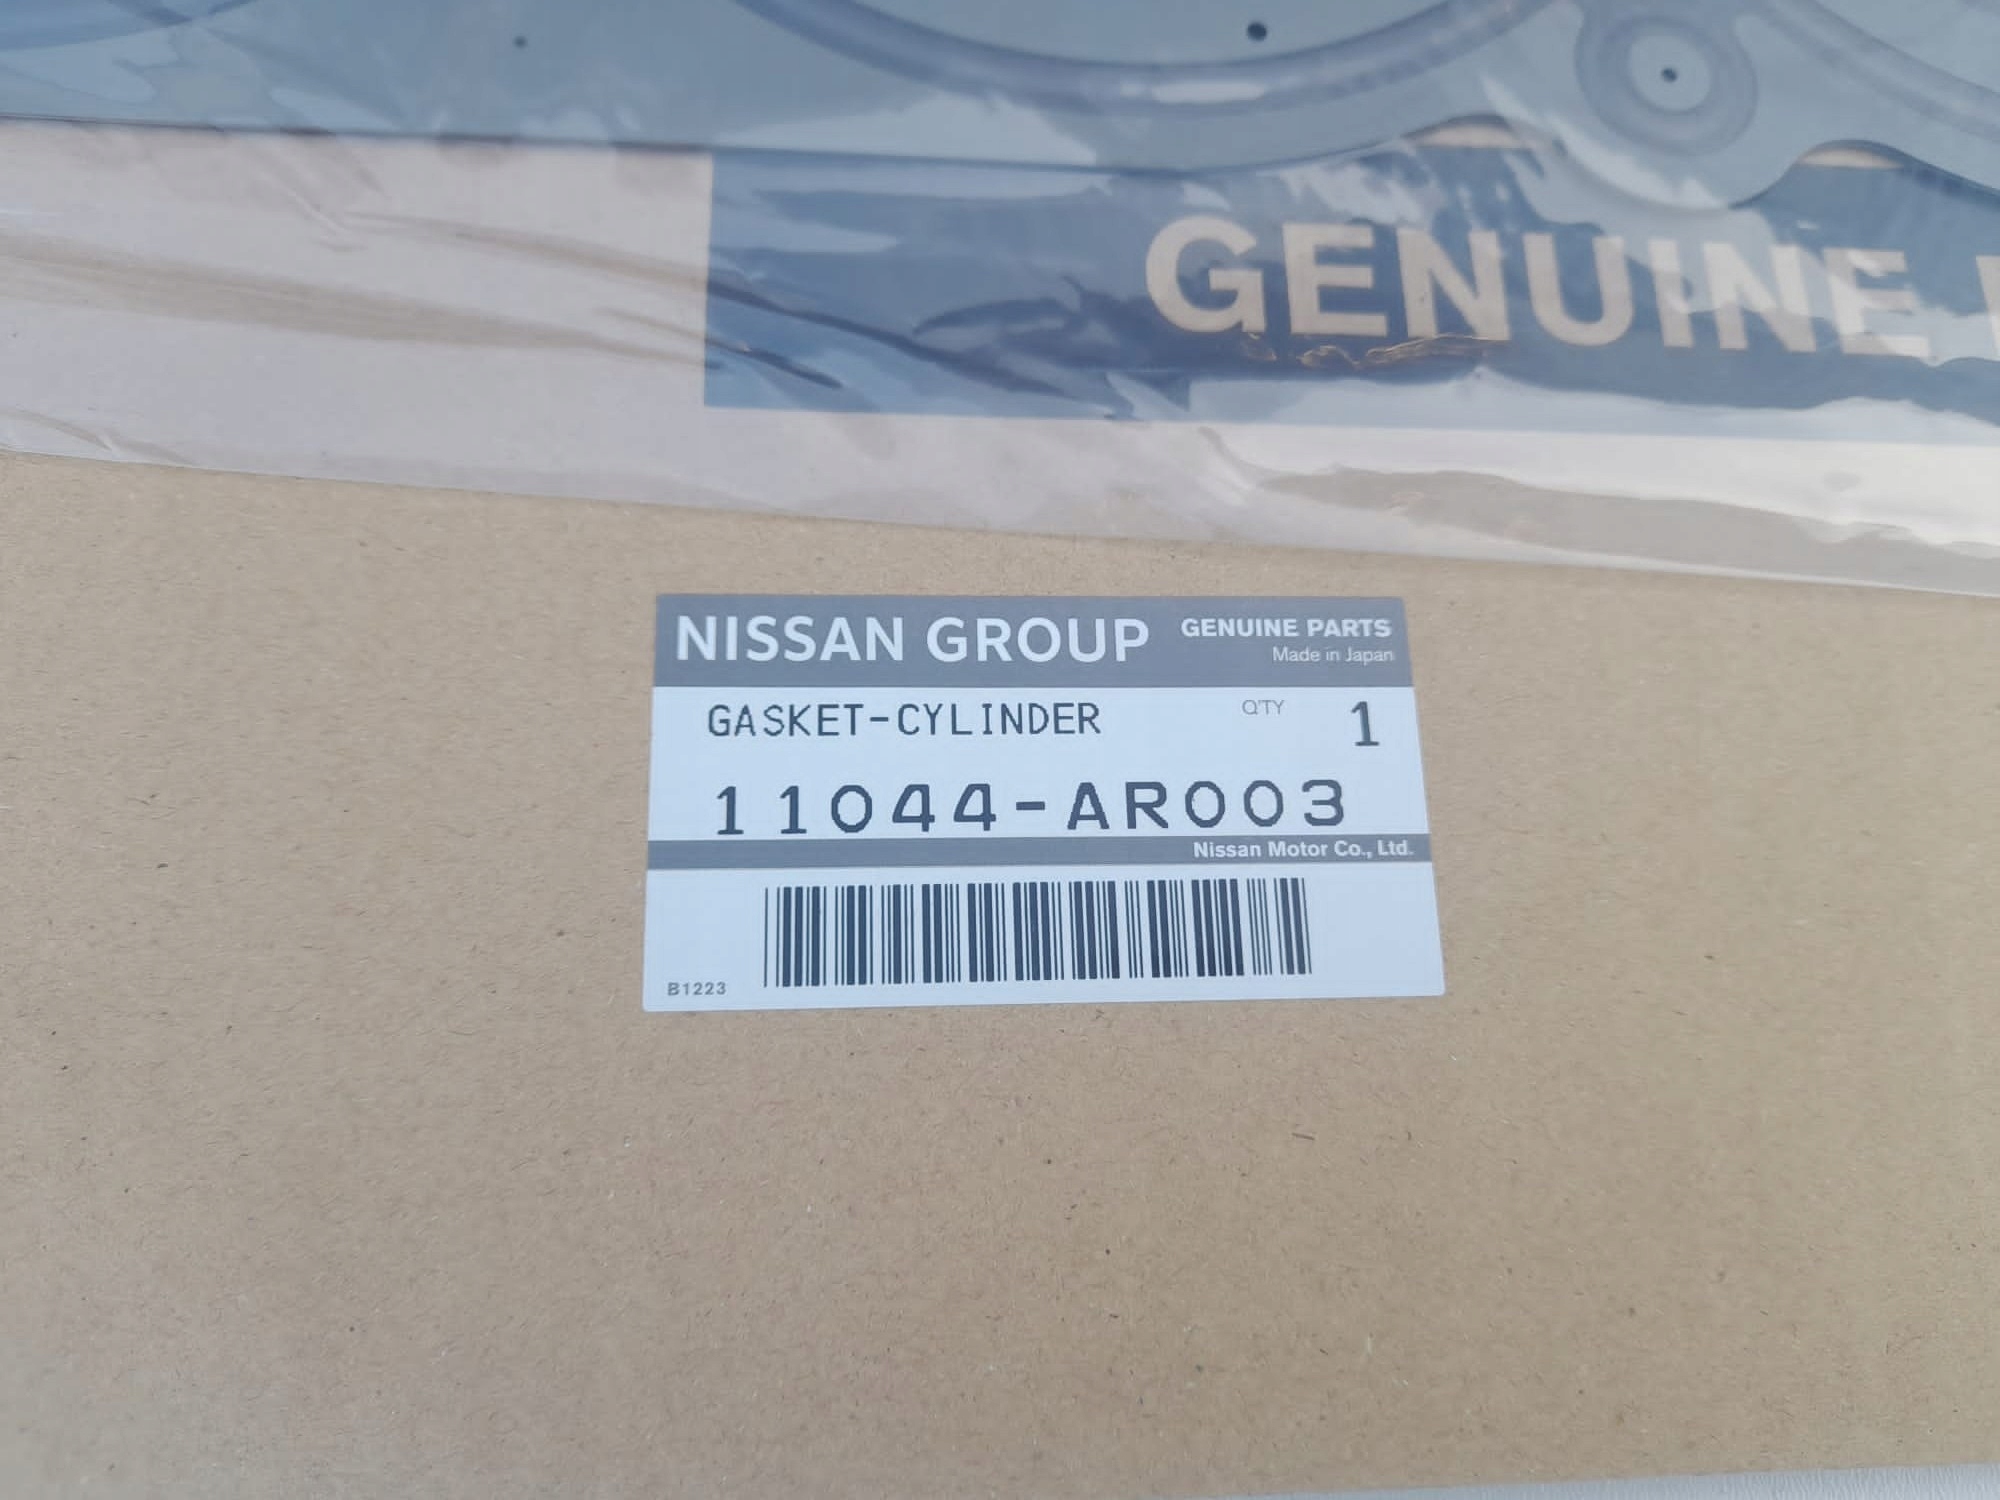 GENUINE
NISSAN GROUP GENUINE PARTS
Made in Japan
GASKET-CYLINDER Q'TY 1
11044-AR003
Nissan Motor Co., Ltd.
B1223